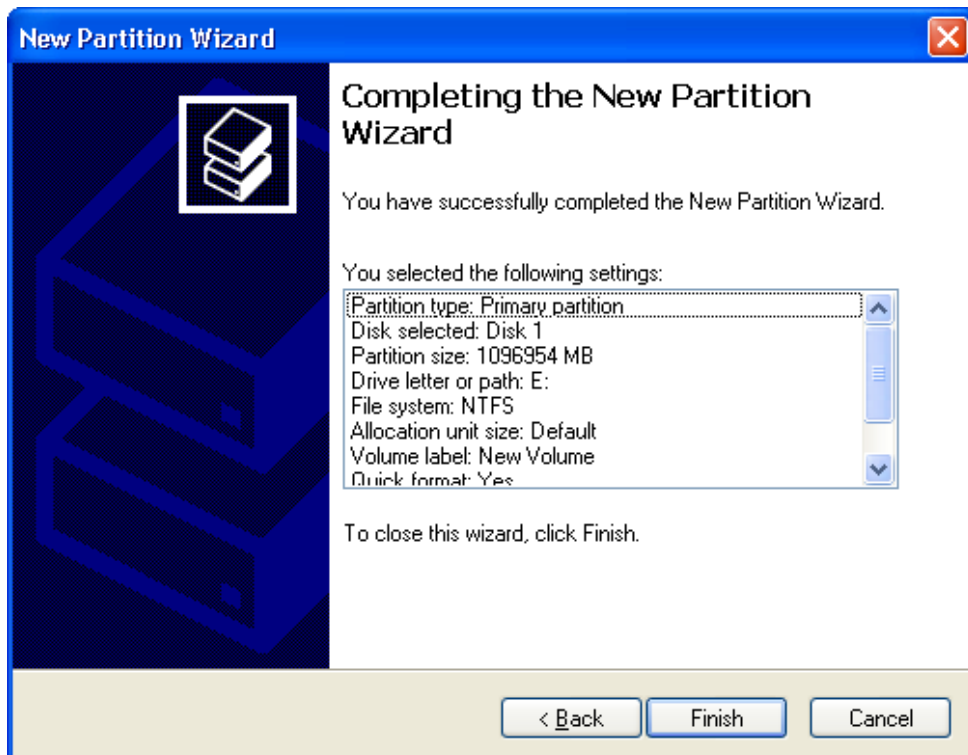 New Partition Wizard
Completing the New Partition
Wizard
You have successfully completed the New Partition Wizard.
You selected the following settings:
Partition type: Primary partition
Disk selected: Disk 1
Partition size: 1096954 MB
Drive letter or path: E:
File system: NTFS
Allocation unit size: Default
Volume label: New Volume
Quick format: Yes
To close this wizard, click Finish.
< Back
Finish
Cancel